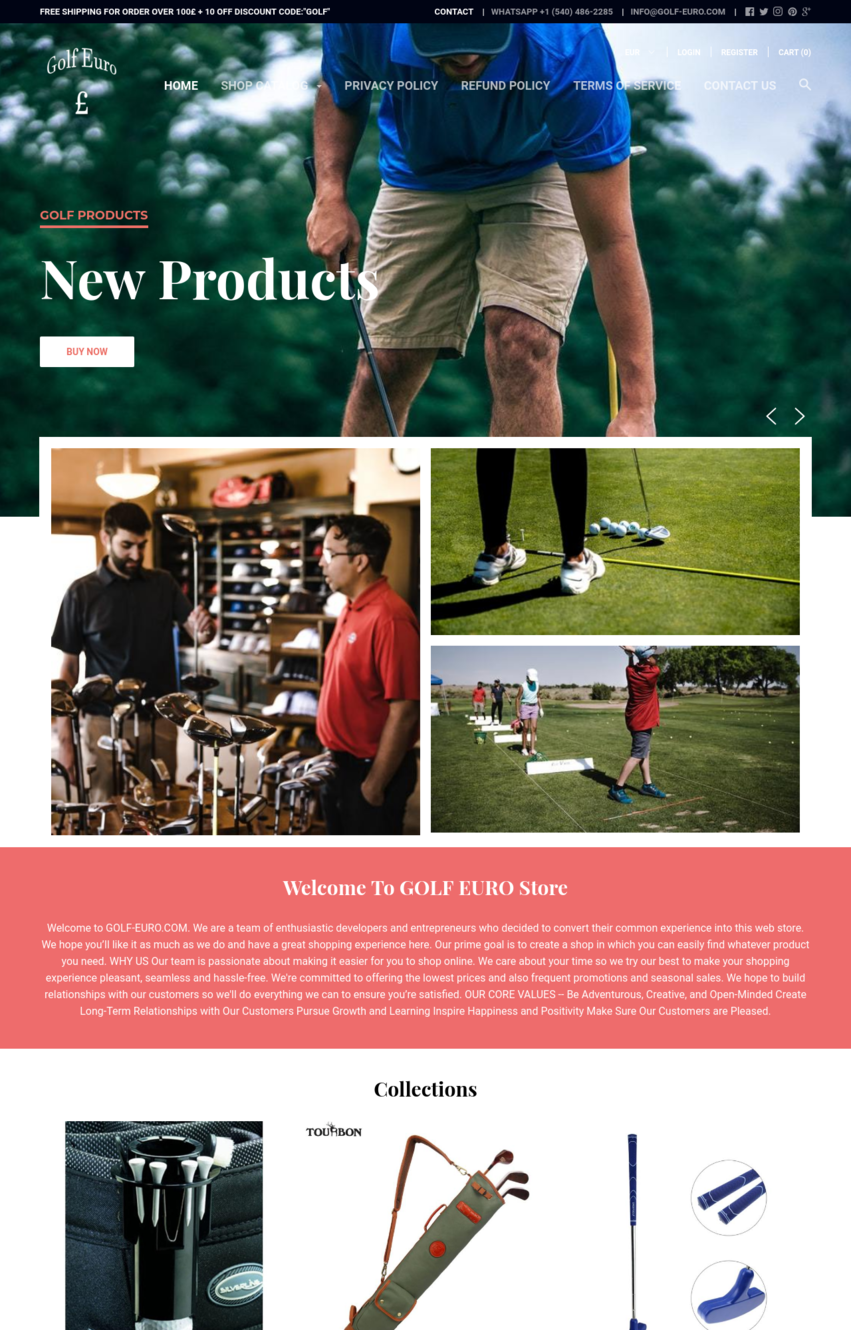 FREE SHIPPING FOR ORDER OVER 100£ + 10 OFF DISCOUNT CODE:"GOLF"
CONTACT | WHATSAPP +1 (540) 486-2285 | INFO@GOLF-EURO.COM |
EUR | LOGIN | REGISTER | CART (0)
Golf Euro
£
HOME SHOP CATALOG PRIVACY POLICY REFUND POLICY TERMS OF SERVICE CONTACT US
GOLF PRODUCTS
New Products
BUY NOW
Welcome To GOLF EURO Store
Welcome to GOLF-EURO.COM. We are a team of enthusiastic developers and entrepreneurs who decided to convert their common experience into this web store.
We hope you'll like it as much as we do and have a great shopping experience here. Our prime goal is to create a shop in which you can easily find whatever product
you need. WHY US Our team is passionate about making it easier for you to shop online. We care about your time so we try our best to make your shopping
experience pleasant, seamless and hassle-free. We're committed to offering the lowest prices and also frequent promotions and seasonal sales. We hope to build
relationships with our customers so we'll do everything we can to ensure you're satisfied. OUR CORE VALUES – Be Adventurous, Creative, and Open-Minded Create
Long-Term Relationships with Our Customers Pursue Growth and Learning Inspire Happiness and Positivity Make Sure Our Customers are Pleased.
Collections
TOURBON